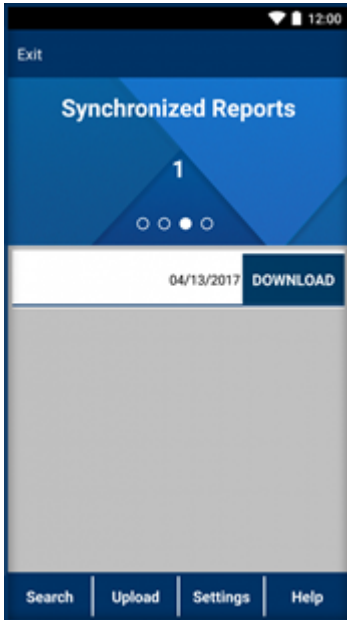 12:00
Exit
Synchronized Reports
1
04/13/2017 DOWNLOAD
Search Upload Settings Help